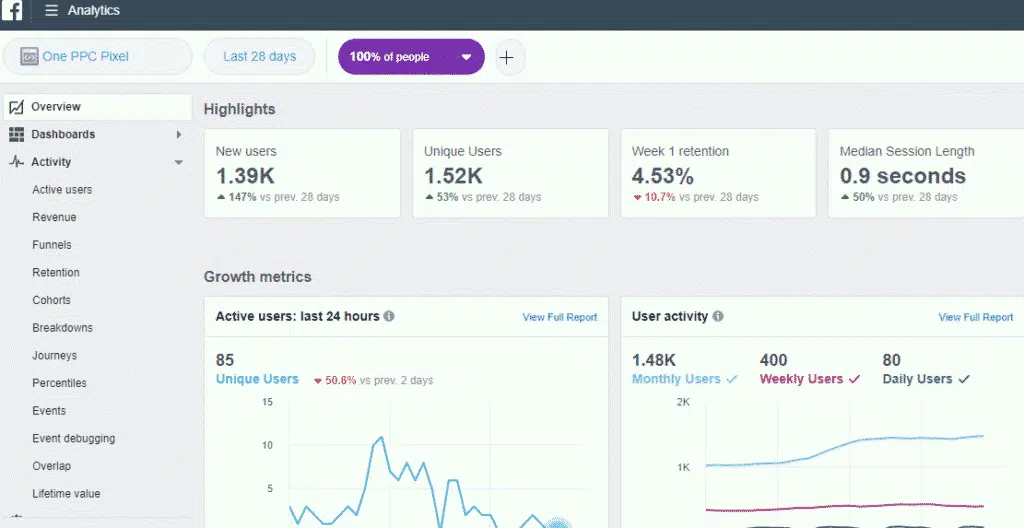 Analytics
One PPC Pixel
Last 28 days
100% of people
Overview
Dashboards
Activity
Active users
Revenue
Funnels
Retention
Cohorts
Breakdowns
Journeys
Percentiles
Events
Event debugging
Overlap
Lifetime value
Highlights
New users
1.39K
147% vs prev. 28 days
Unique Users
1.52K
53% vs prev. 28 days
Week 1 retention
4.53%
10.7% vs prev. 28 days
Median Session Length
0.9 seconds
50% vs prev. 28 days
Growth metrics
Active users: last 24 hours
View Full Report
85
Unique Users
50.6% vs prev. 2 days
15
10
5
User activity
View Full Report
1.48K
Monthly Users
400
Weekly Users
80
Daily Users
2K
1K